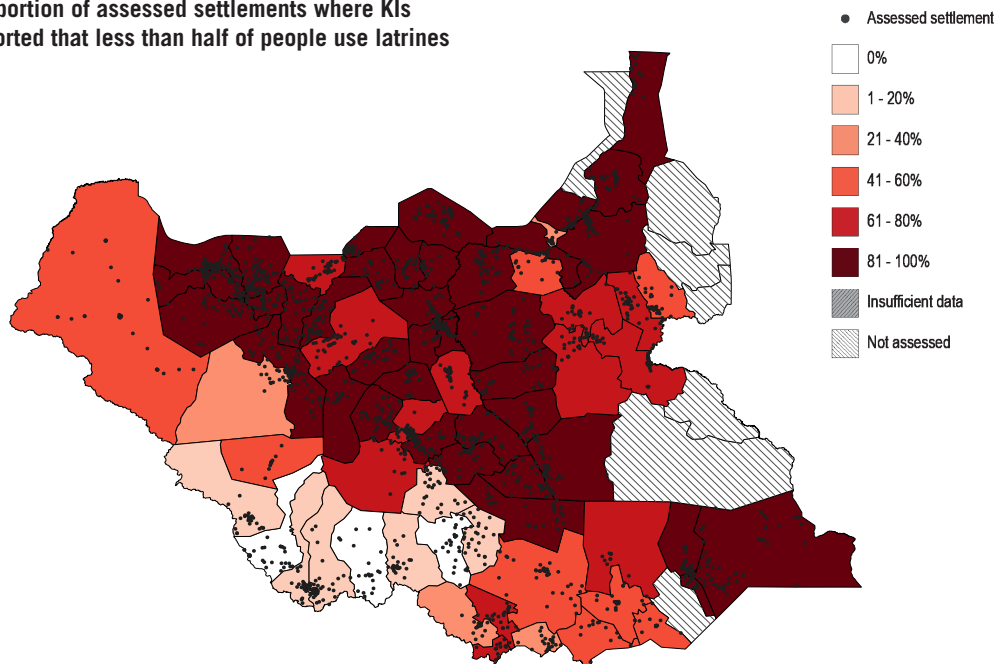 portion of assessed settlements where KIs
orted that less than half of people use latrines
Assessed settlement
0%
1 - 20%
21 - 40%
41 - 60%
61 - 80%
81 - 100%
Insufficient data
Not assessed